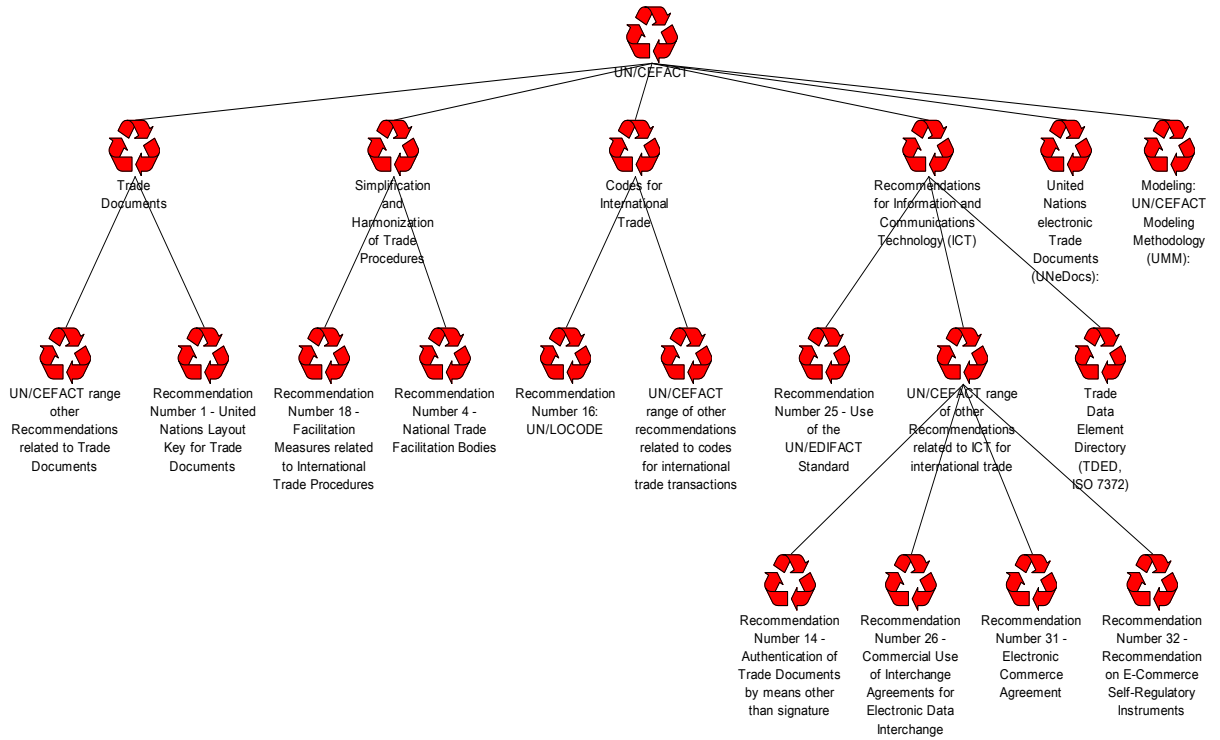 UN/CEFACT
Trade
Documents
Simplification
and
Harmonization
of Trade
Procedures
Codes for
International
Trade
Recommendations
for Information and
Communications
Technology (ICT)
United
Nations
electronic
Trade
Documents
(UNeDocs):
Modeling:
UN/CEFACT
Modeling
Methodology
(UMM):
UN/CEFACT range
other
Recommendations
related to Trade
Documents
Recommendation
Number 1 - United
Nations Layout
Key for Trade
Documents
Recommendation
Number 18 -
Facilitation
Measures related
to International
Trade Procedures
Recommendation
Number 4 -
National Trade
Facilitation Bodies
Recommendation
Number 16:
UN/LOCODE
UN/CEFACT
range of other
recommendations
related to codes
for international
trade transactions
Recommendation
Number 25 - Use
of the
UN/EDIFACT
Standard
UN/CEFACT range
of other
Recommendations
related to ICT for
international trade
Trade
Data
Element
Directory
(TDED,
ISO 7372)
Recommendation
Number 14 -
Authentication of
Trade Documents
by means other
than signature
Recommendation
Number 26 -
Commercial Use
of Interchange
Agreements for
Electronic Data
Interchange
Recommendation
Number 31 -
Electronic
Commerce
Agreement
Recommendation
Number 32 -
Recommendation
on E-Commerce
Self-Regulatory
Instruments